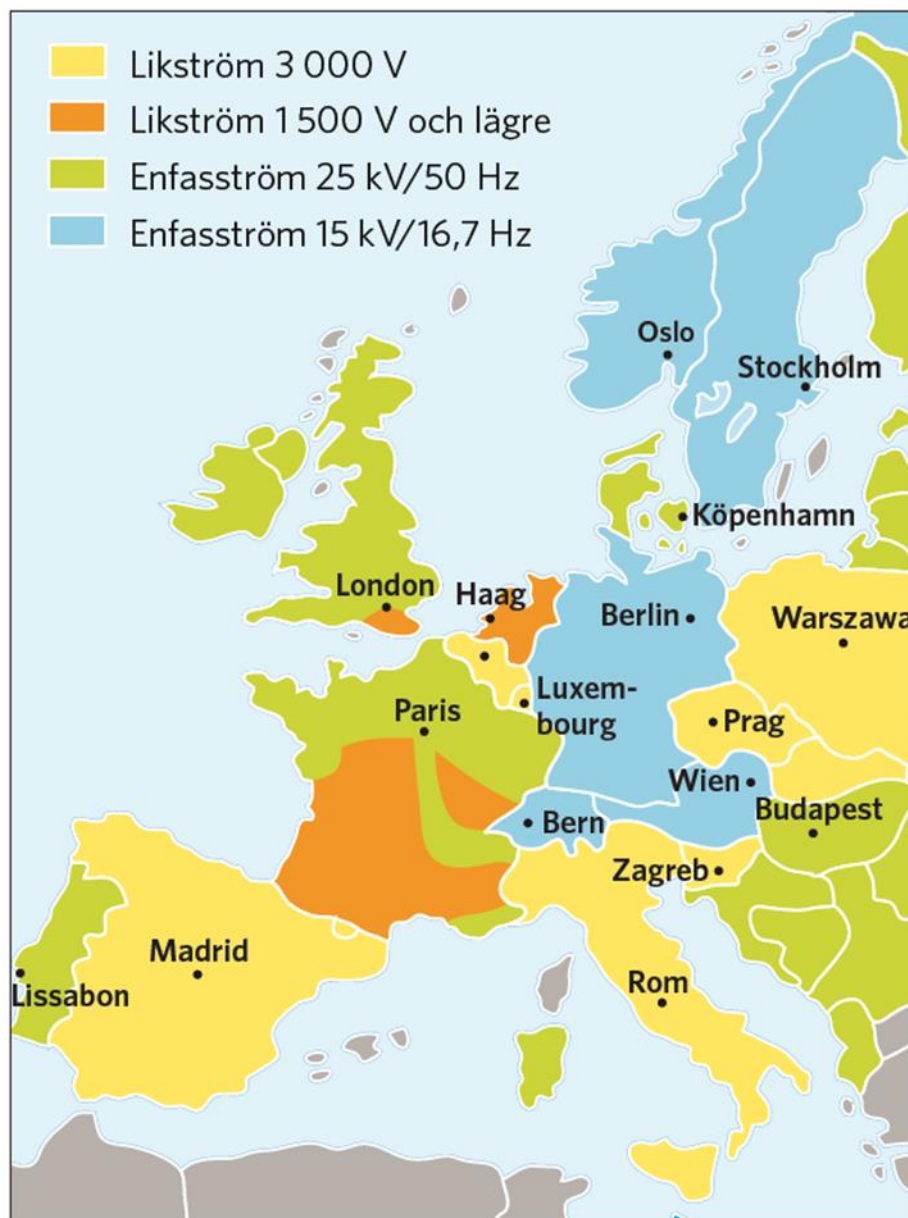 Likström 3 000 V
Likström 1 500 V och lägre
Enfasström 25 kV/50 Hz
Enfasström 15 kV/16,7 Hz
Oslo
Stockholm
Köpenhamn
London
Haag
Berlin
Warszawa
Luxem-
bourg
Paris
Prag
Wien
Budapest
Bern
Zagreb
Madrid
Lissabon
Rom